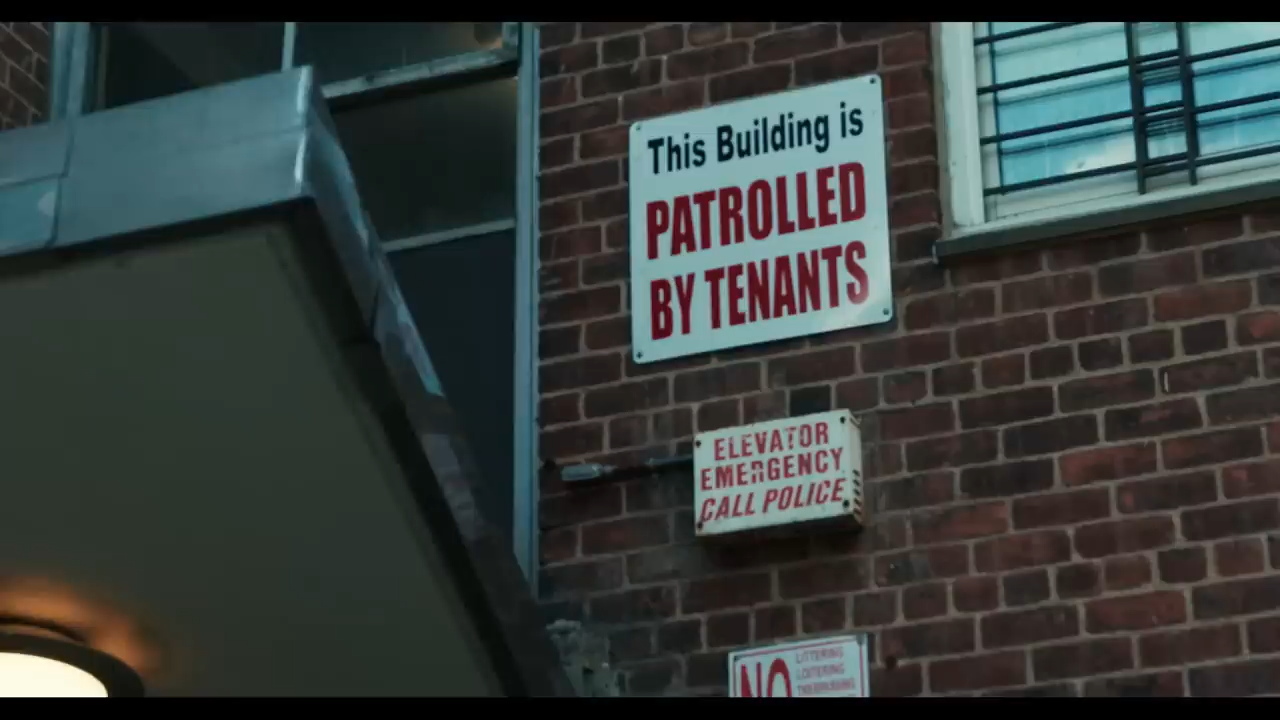 This Building is
PATROLLED
BY TENANTS
ELEVATOR
EMERGENCY
CALL POLICE
NO
LITTERING
LOITERING